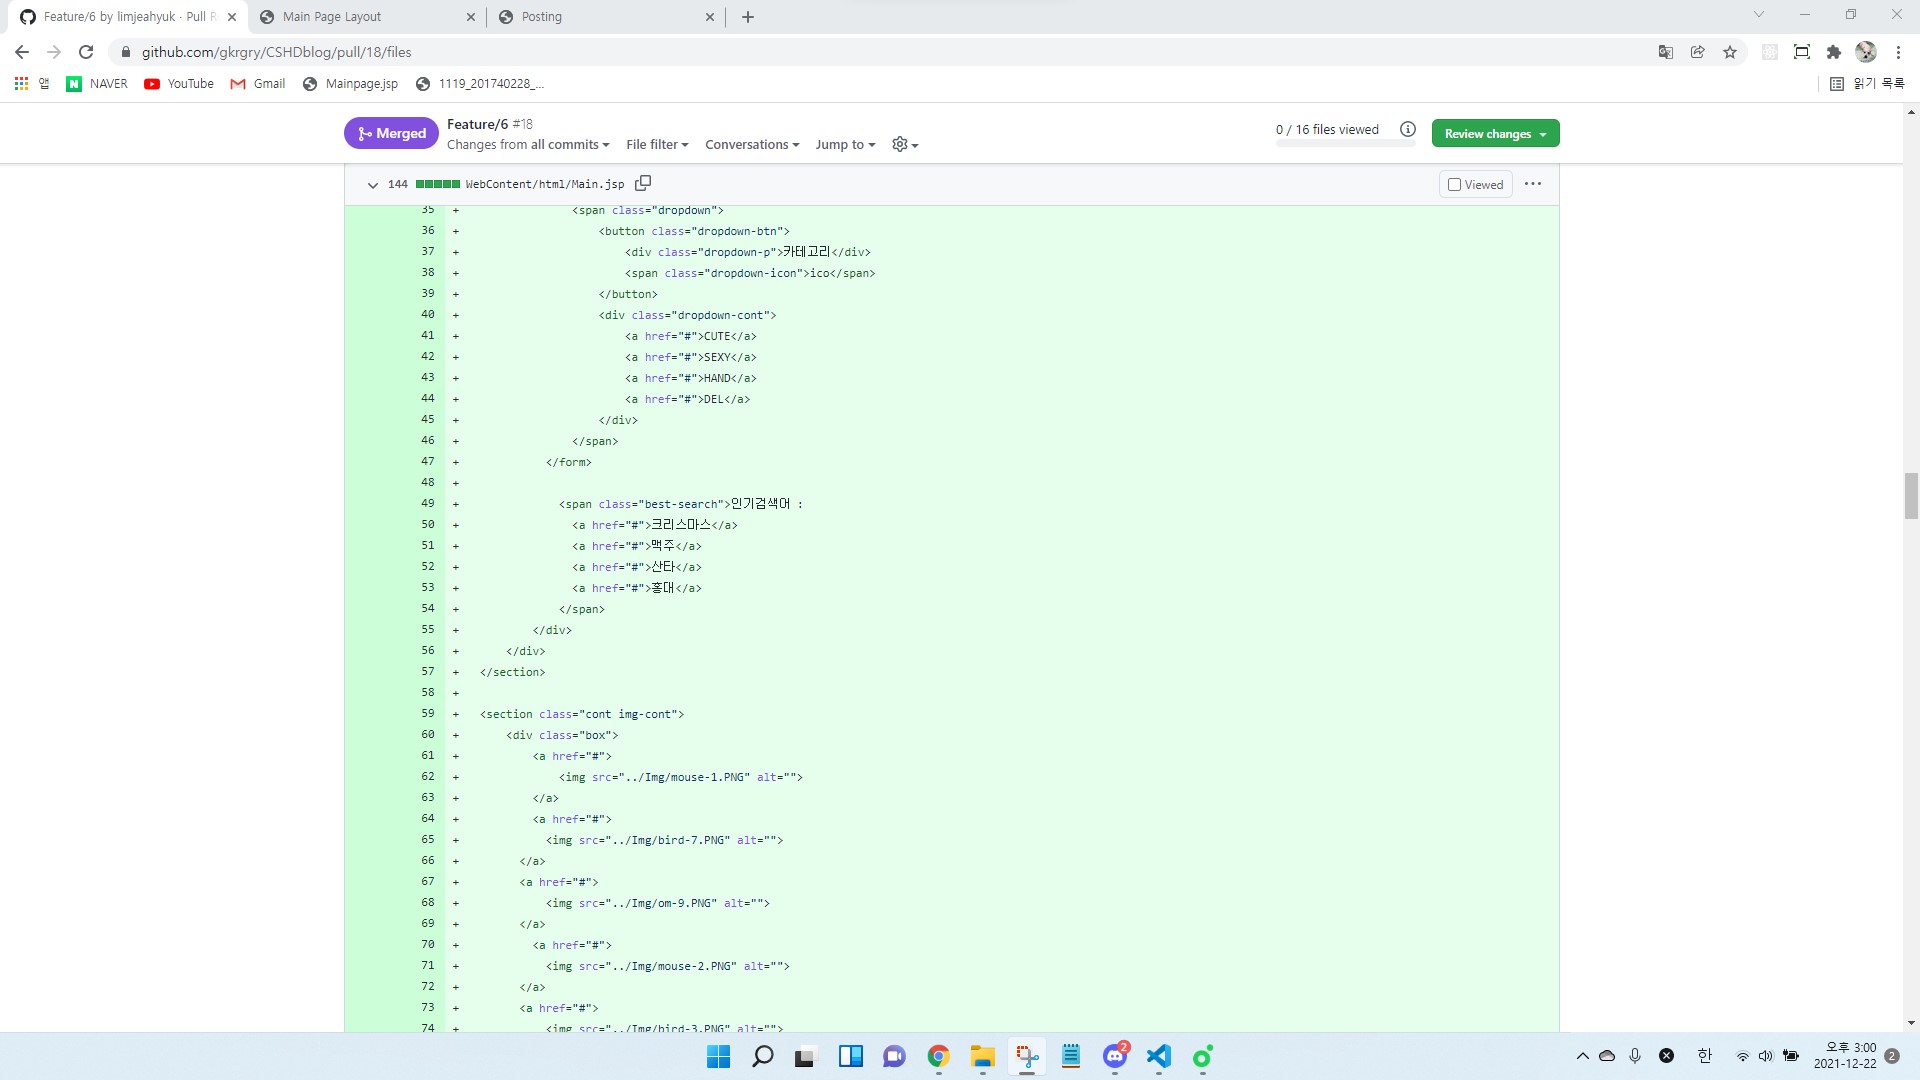 Feature/6 by limjeahyuk · Pull R
Main Page Layout
Posting
github.com/gkrgry/CSHDblog/pull/18/files
앱
NAVER
YouTube
Gmail
Mainpage.jsp
1119_201740228_...
읽기 목록
Merged
Feature/6 #18
Changes from all commits
File filter
Conversations
Jump to
0 / 16 files viewed
Review changes
144 WebContent/html/Main.jsp
Viewed
35 + <span class="dropdown">
36 + <button class="dropdown-btn">
37 + <div class="dropdown-p">카테고리</div>
38 + <span class="dropdown-icon">ico</span>
39 + </button>
40 + <div class="dropdown-cont">
41 + <a href="#">CUTE</a>
42 + <a href="#">SEXY</a>
43 + <a href="#">HAND</a>
44 + <a href="#">DEL</a>
45 + </div>
46 + </span>
47 + </form>
48 +
49 + <span class="best-search">인기검색어 :
50 + <a href="#">크리스마스</a>
51 + <a href="#">맥주</a>
52 + <a href="#">산타</a>
53 + <a href="#">홍대</a>
54 + </span>
55 + </div>
56 + </div>
57 + </section>
58 +
59 + <section class="cont img-cont">
60 + <div class="box">
61 + <a href="#">
62 + <img src="../Img/mouse-1.PNG" alt="">
63 + </a>
64 + <a href="#">
65 + <img src="../Img/bird-7.PNG" alt="">
66 + </a>
67 + <a href="#">
68 + <img src="../Img/om-9.PNG" alt="">
69 + </a>
70 + <a href="#">
71 + <img src="../Img/mouse-2.PNG" alt="">
72 + </a>
73 + <a href="#">
74 + <img src="../Img/bird-3.PNG" alt="">
2
한
오후 3:00
2021-12-22
2